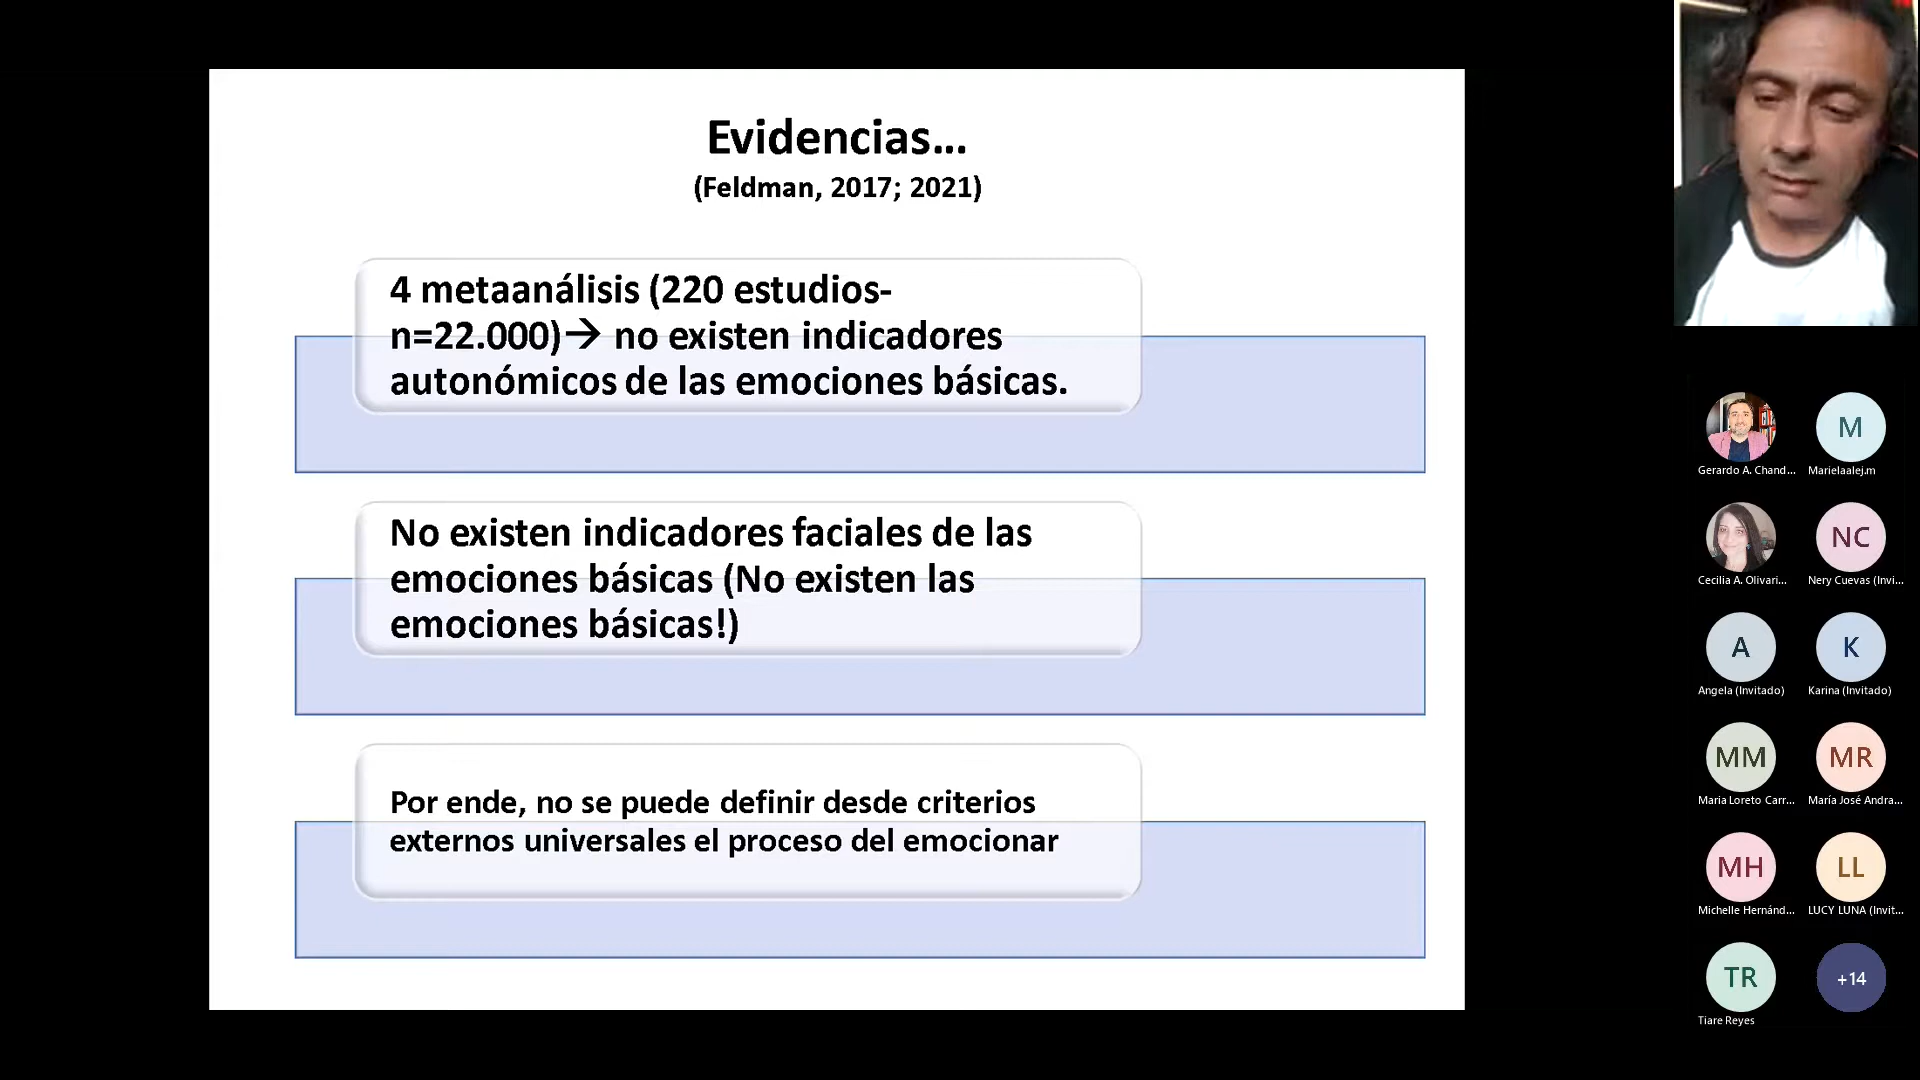 Evidencias...
(Feldman, 2017; 2021)
4 metaanálisis (220 estudios-
n=22.000)→ no existen indicadores
autonómicos de las emociones básicas.
No existen indicadores faciales de las
emociones básicas (No existen las
emociones básicas!)
Por ende, no se puede definir desde criterios
externos universales el proceso del emocionar
Gerardo A. Chand...
M
Marielaalej.m
Cecilia A. Olivari...
NC
Nery Cuevas (Invi...
A
Angela (Invitado)
K
Karina (Invitado)
MM
Maria Loreto Carr...
MR
María José Andra...
MH
Michelle Hernánd...
LL
LUCY LUNA (Invit...
TR
Tiare Reyes
+14